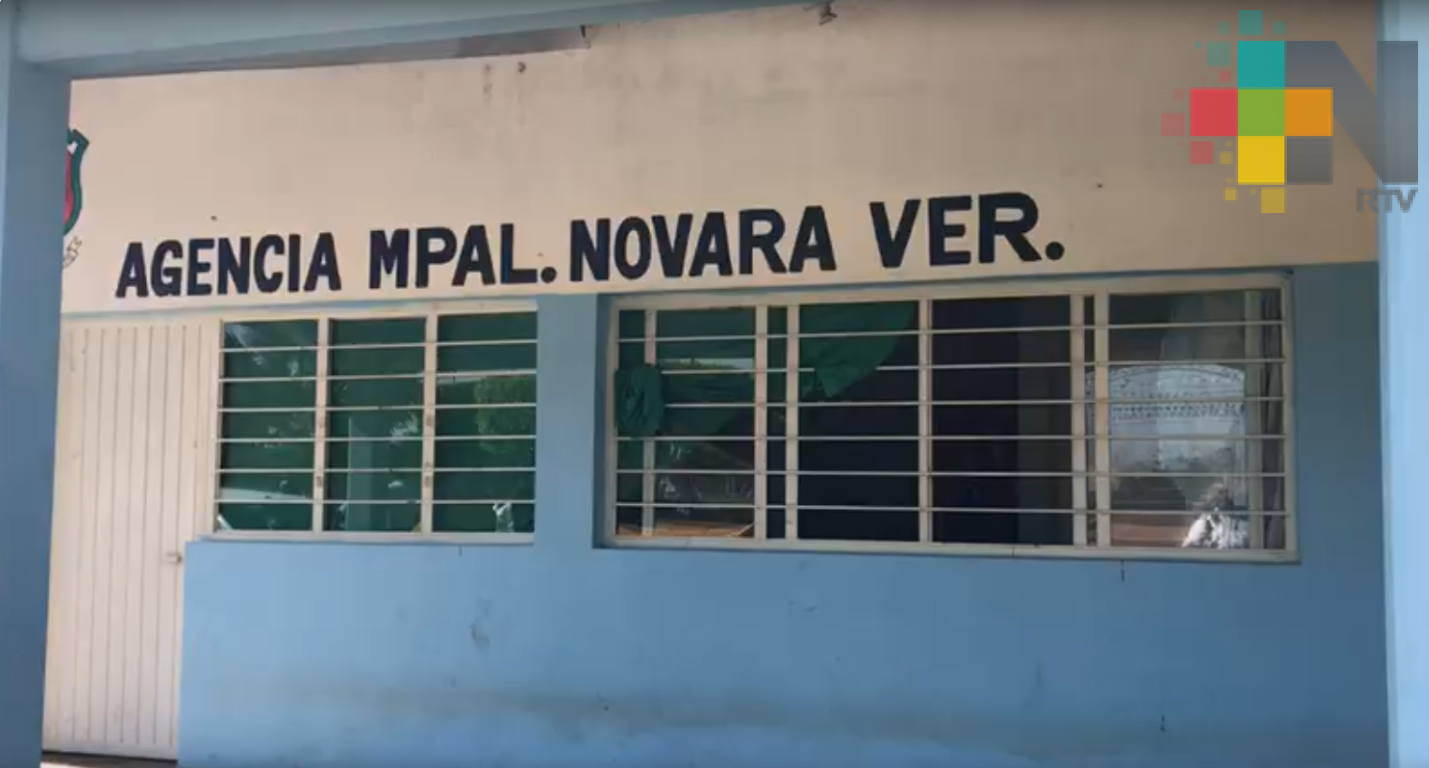 AGENCIA MPAL. NOVARA VER.
N
RTV